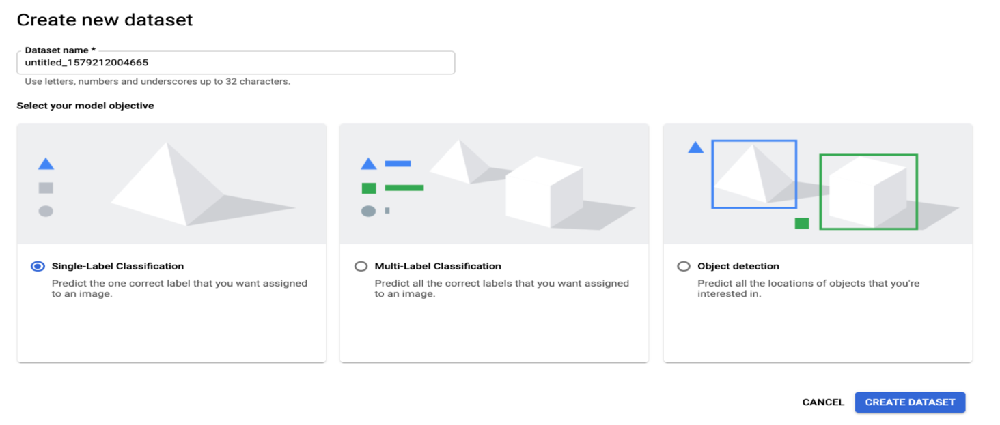 Create new dataset
Dataset name *
untitled_1579212004665
Use letters, numbers and underscores up to 32 characters.
Select your model objective
Single-Label Classification
Predict the one correct label that you want assigned
to an image.
Multi-Label Classification
Predict all the correct labels that you want assigned
to an image.
Object detection
Predict all the locations of objects that you're
interested in.
CANCEL
CREATE DATASET